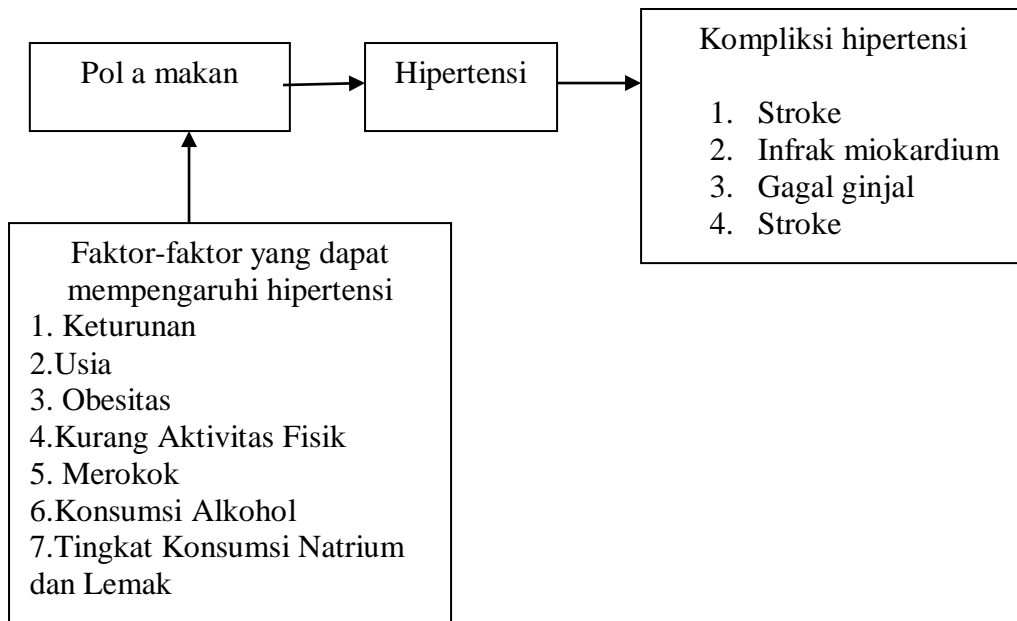 Pol a makan
Hipertensi
Kompliksi hipertensi
1. Stroke
2. Infrak miokardium
3. Gagal ginjal
4. Stroke
Faktor-faktor yang dapat
mempengaruhi hipertensi
1. Keturunan
2.Usia
3. Obesitas
4.Kurang Aktivitas Fisik
5. Merokok
6.Konsumsi Alkohol
7.Tingkat Konsumsi Natrium
dan Lemak